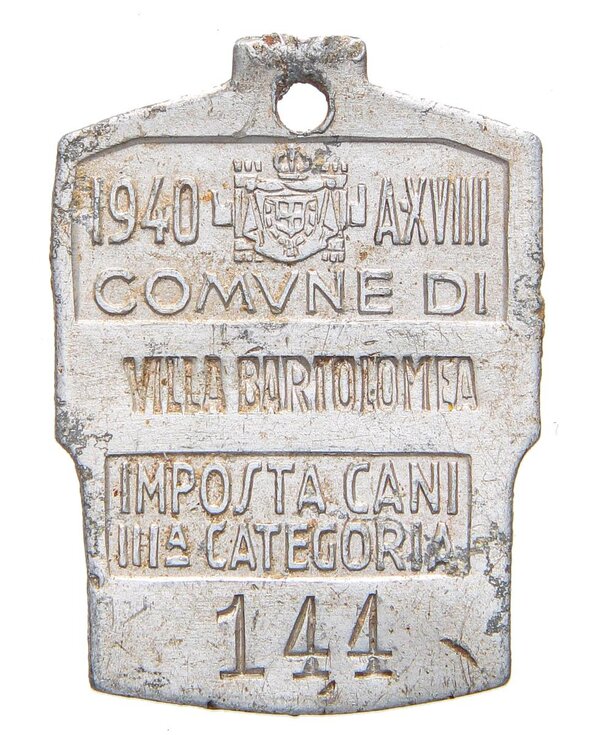 1940 A·XVIII
COMVNE DI
VILLA BARTOLOMEA
IMPOSTA CANI
IIIA CATEGORIA
144